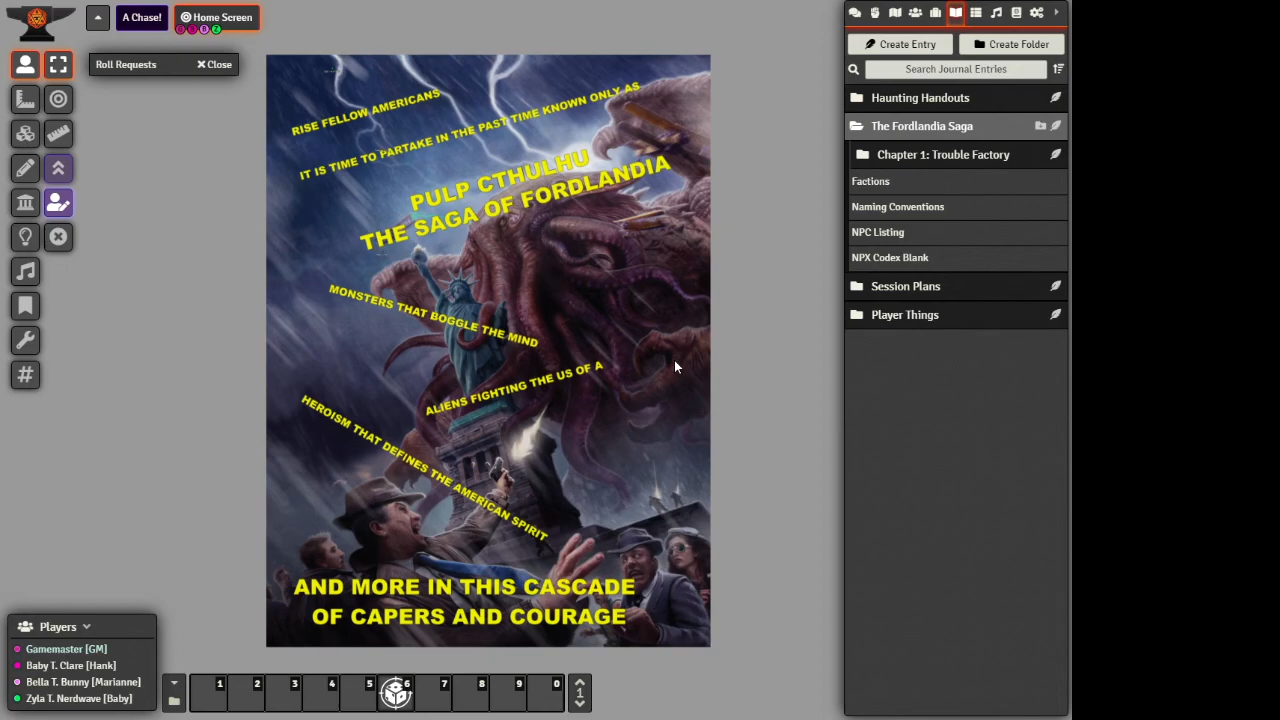 A Chase!
Home Screen
G
B
B
Z
Roll Requests
Close
RISE FELLOW AMERICANS
IT IS TIME TO PARTAKE IN THE PAST TIME KNOWN ONLY AS
PULP CTHULHU
THE SAGA OF FORDLANDIA
MONSTERS THAT BOGGLE THE MIND
ALIENS FIGHTING THE US OF A
HEROISM THAT DEFINES THE AMERICAN SPIRIT
AND MORE IN THIS CASCADE
OF CAPERS AND COURAGE
Create Entry
Create Folder
Search Journal Entries
Haunting Handouts
The Fordlandia Saga
Chapter 1: Trouble Factory
Factions
Naming Conventions
NPC Listing
NPX Codex Blank
Session Plans
Player Things
Players
Gamemaster [GM]
Baby T. Clare [Hank]
Bella T. Bunny [Marianne]
Zyla T. Nerdwave [Baby]
1 2 3 4 5 6 7 8 9 0
1